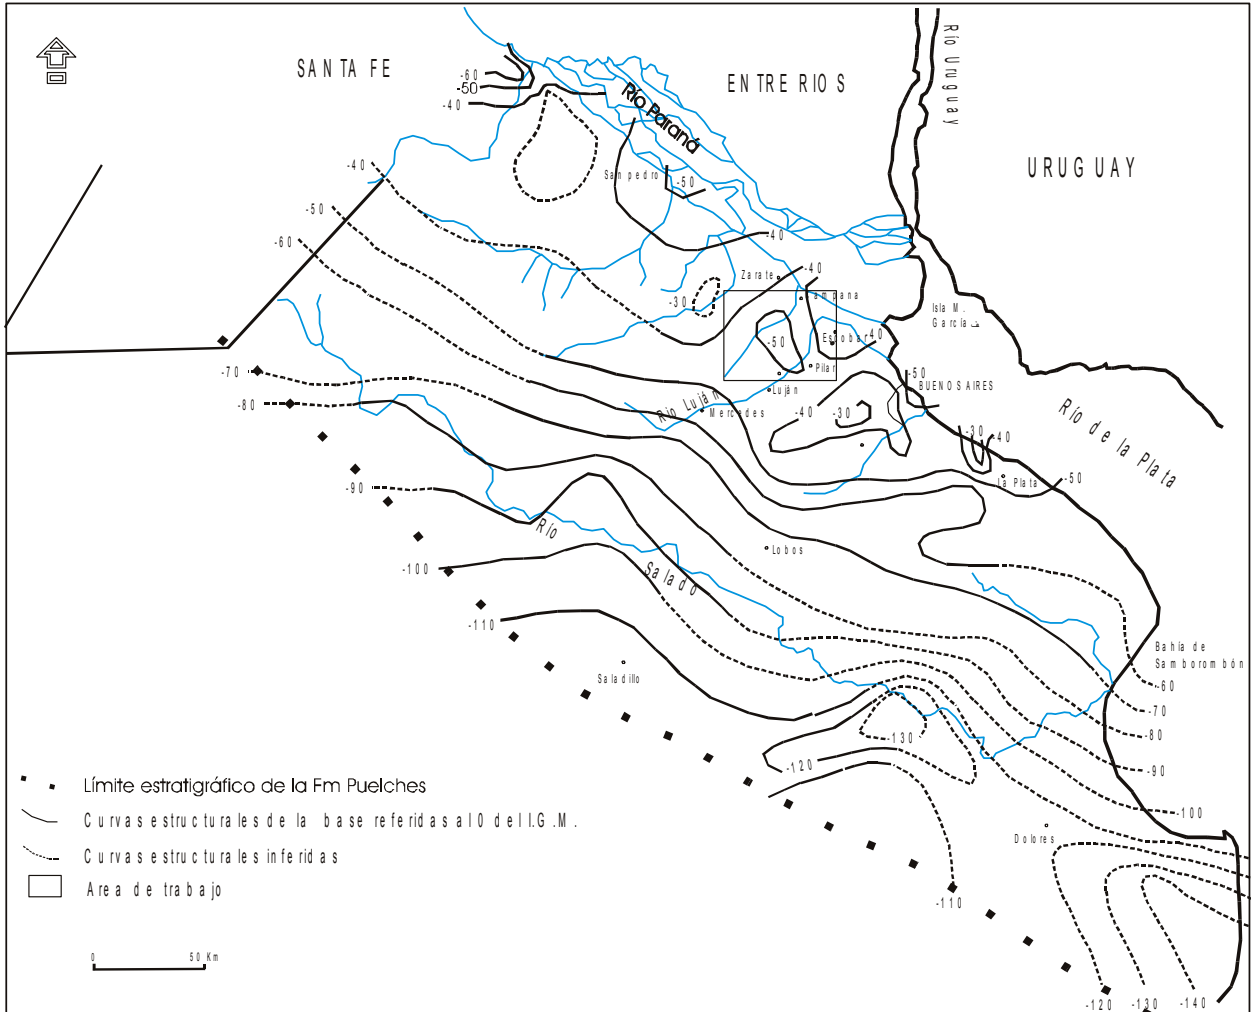 SANTA FE
ENTRE RIOS
Río Uruguay
URUGUAY
Río Paraná
-60
-50
-40
-40
-50
-60
San pedro
-50
-40
-40
Zarate
-30
Campana
Isla M.
García
-50
Escobar
-40
Pilar
-50
BUENOS AIRES
Luján
Río Luján
Mercedes
-40
-30
-30
-40
Río de la Plata
La Plata
-50
-70
-80
-90
-100
-110
Río
Salado
Lobos
Saladillo
Bahía de
Samborombón
-60
-70
-80
-90
-100
-130
-120
Dolores
-110
-120
-130
-140
Límite estratigráfico de la Fm Puelches
Curvas estructurales de la base referidas al 0 del I.G.M.
Curvas estructurales inferidas
Area de trabajo
0
50 Km